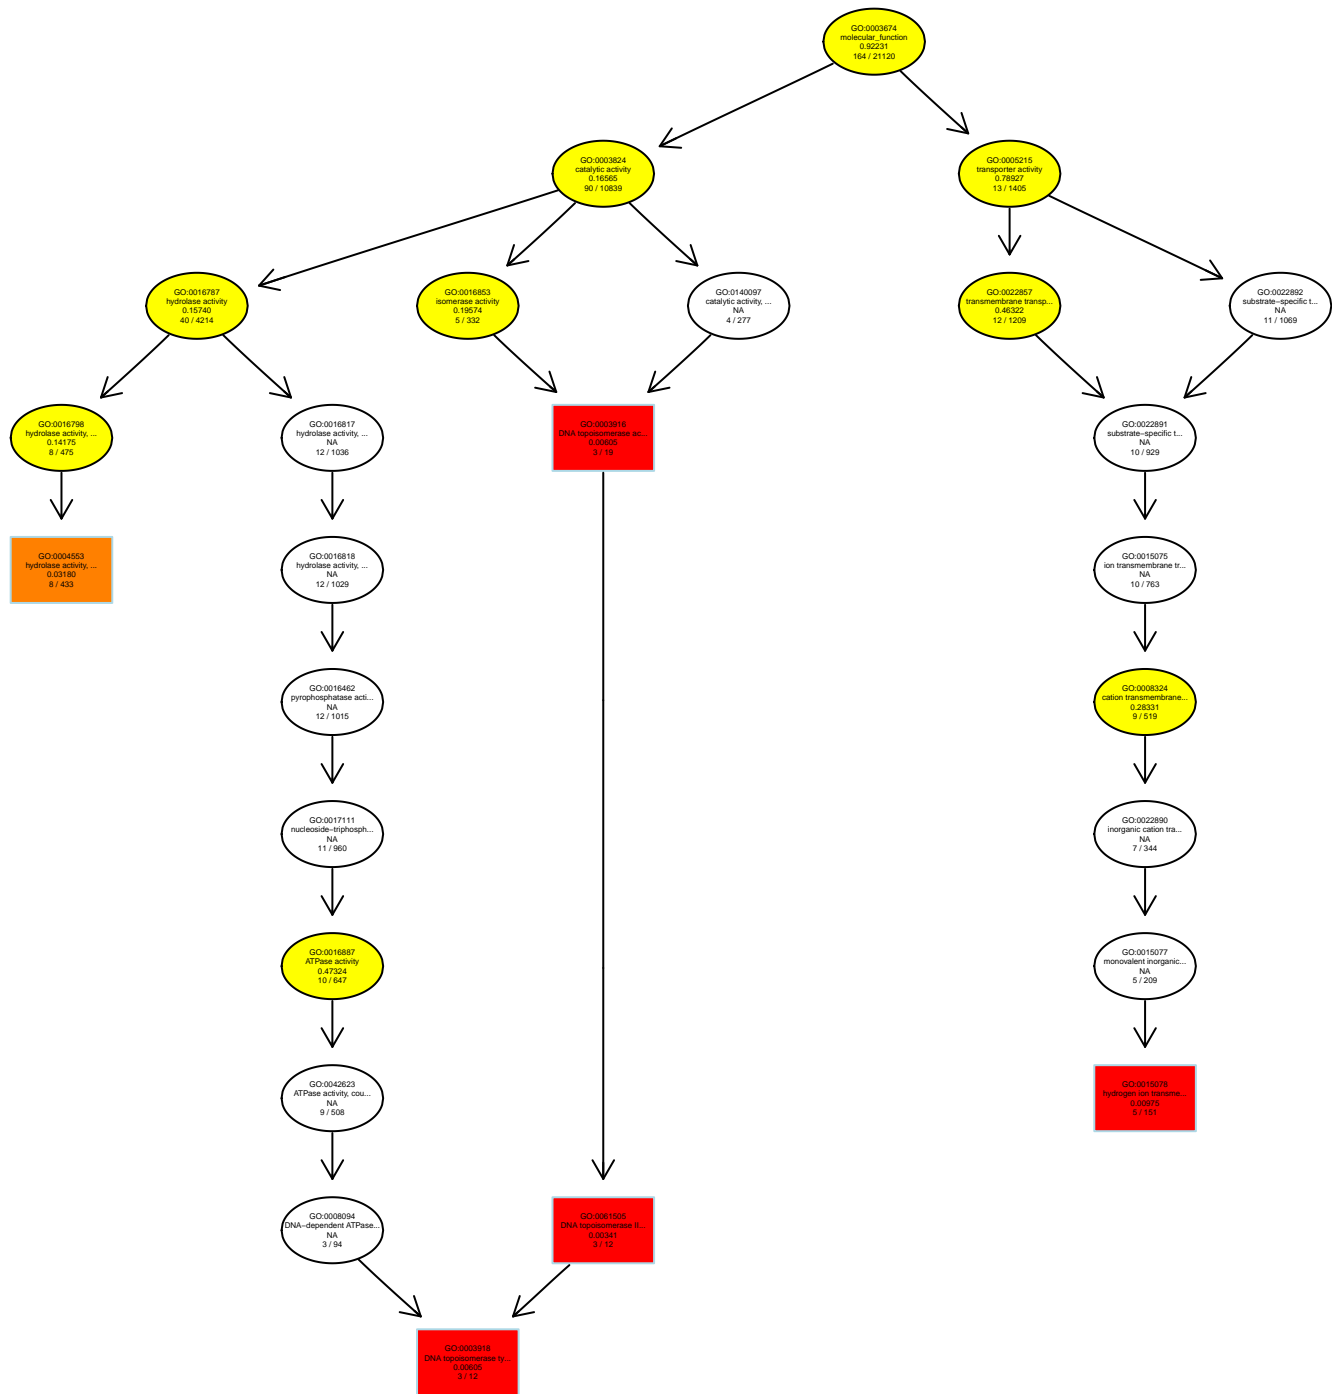 GO:0003674
molecular_function
0.92231
164 / 21120
GO:0003824
catalytic activity
0.16565
90 / 10839
GO:0005215
transporter activity
0.78927
13 / 1405
GO:0016787
hydrolase activity
0.15740
40 / 4214
GO:0016853
isomerase activity
0.19574
5 / 332
GO:0140097
catalytic activity, ...
NA
4 / 277
GO:0022857
transmembrane transp...
0.46322
12 / 1209
GO:0022892
substrate−specific t...
NA
11 / 1069
GO:0016798
hydrolase activity, ...
0.14175
8 / 475
GO:0016817
hydrolase activity, ...
NA
12 / 1036
GO:0003916
DNA topoisomerase ac...
0.00605
3 / 19
GO:0022891
substrate−specific t...
NA
10 / 929
GO:0004553
hydrolase activity, ...
0.03180
8 / 433
GO:0016818
hydrolase activity, ...
NA
12 / 1029
GO:0015075
ion transmembrane tr...
NA
10 / 763
GO:0016462
pyrophosphatase acti...
NA
12 / 1015
GO:0008324
cation transmembrane...
0.28331
9 / 519
GO:0017111
nucleoside−triphosph...
NA
11 / 960
GO:0022890
inorganic cation tra...
NA
7 / 344
GO:0016887
ATPase activity
0.47324
10 / 647
GO:0015077
monovalent inorganic...
NA
5 / 209
GO:0042623
ATPase activity, cou...
NA
9 / 508
GO:0015078
hydrogen ion transme...
0.00975
5 / 151
GO:0008094
DNA−dependent ATPase...
NA
3 / 94
GO:0061505
DNA topoisomerase II...
0.00341
3 / 12
GO:0003918
DNA topoisomerase ty...
0.00605
3 / 12